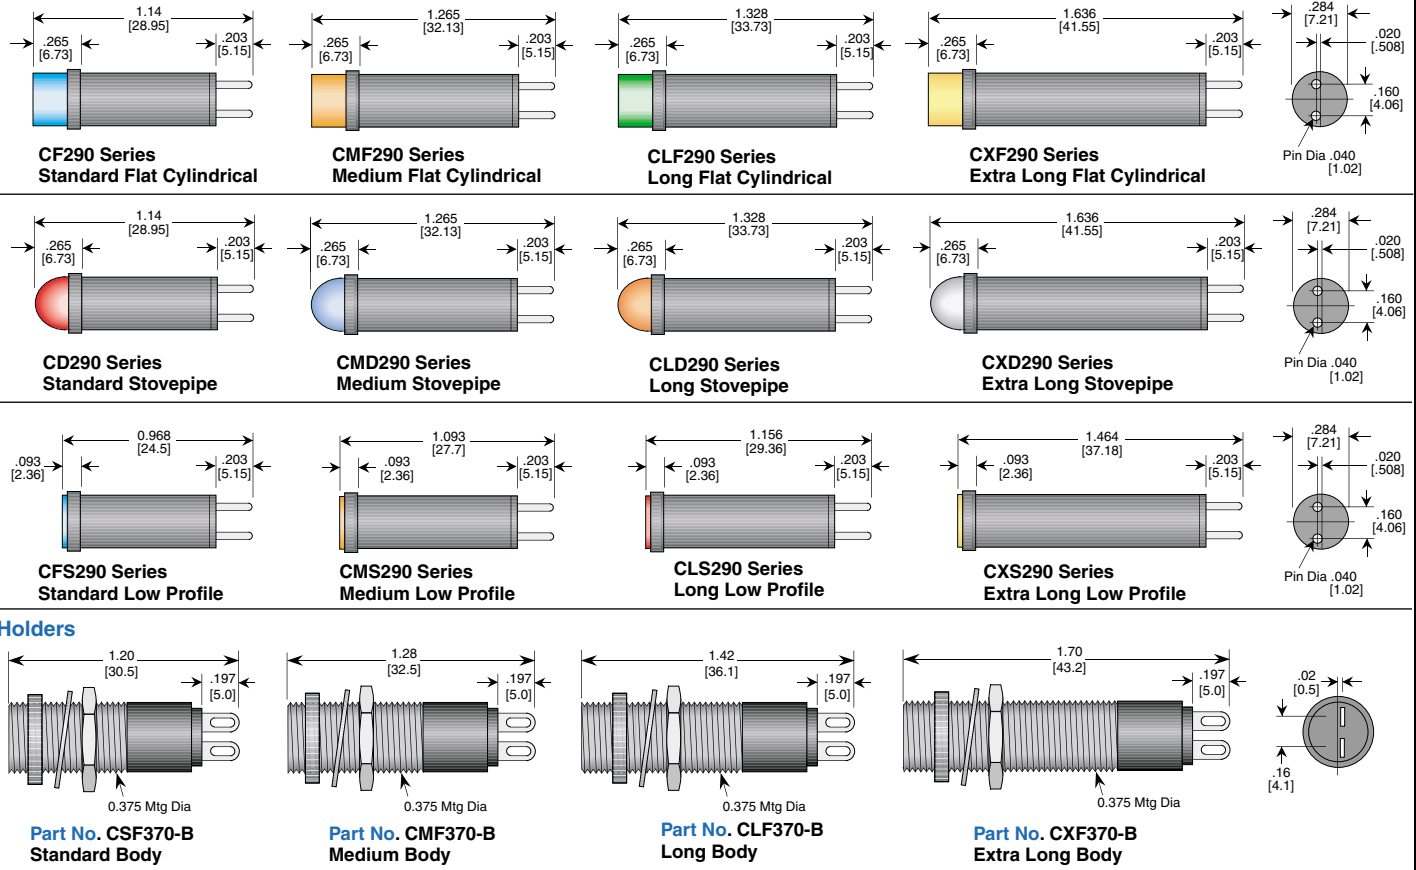 1.14
[28.95]
.265
[6.73]
.203
[5.15]
CF290 Series
Standard Flat Cylindrical
1.265
[32.13]
.265
[6.73]
.203
[5.15]
CMF290 Series
Medium Flat Cylindrical
1.328
[33.73]
.265
[6.73]
.203
[5.15]
CLF290 Series
Long Flat Cylindrical
1.636
[41.55]
.265
[6.73]
.203
[5.15]
CXF290 Series
Extra Long Flat Cylindrical
.284
[7.21]
.020
[.508]
.160
[4.06]
Pin Dia .040
[1.02]
1.14
[28.95]
.265
[6.73]
.203
[5.15]
CD290 Series
Standard Stovepipe
1.265
[32.13]
.265
[6.73]
.203
[5.15]
CMD290 Series
Medium Stovepipe
1.328
[33.73]
.265
[6.73]
.203
[5.15]
CLD290 Series
Long Stovepipe
1.636
[41.55]
.265
[6.73]
.203
[5.15]
CXD290 Series
Extra Long Stovepipe
.284
[7.21]
.020
[.508]
.160
[4.06]
Pin Dia .040
[1.02]
0.968
[24.5]
.093
[2.36]
.203
[5.15]
CFS290 Series
Standard Low Profile
1.093
[27.7]
.093
[2.36]
.203
[5.15]
CMS290 Series
Medium Low Profile
1.156
[29.36]
.093
[2.36]
.203
[5.15]
CLS290 Series
Long Low Profile
1.464
[37.18]
.093
[2.36]
.203
[5.15]
CXS290 Series
Extra Long Low Profile
.284
[7.21]
.020
[.508]
.160
[4.06]
Pin Dia .040
[1.02]
Holders
1.20
[30.5]
.197
[5.0]
0.375 Mtg Dia
Part No. CSF370-B
Standard Body
1.28
[32.5]
.197
[5.0]
0.375 Mtg Dia
Part No. CMF370-B
Medium Body
1.42
[36.1]
.197
[5.0]
0.375 Mtg Dia
Part No. CLF370-B
Long Body
1.70
[43.2]
.197
[5.0]
0.375 Mtg Dia
Part No. CXF370-B
Extra Long Body
.02
[0.5]
.16
[4.1]